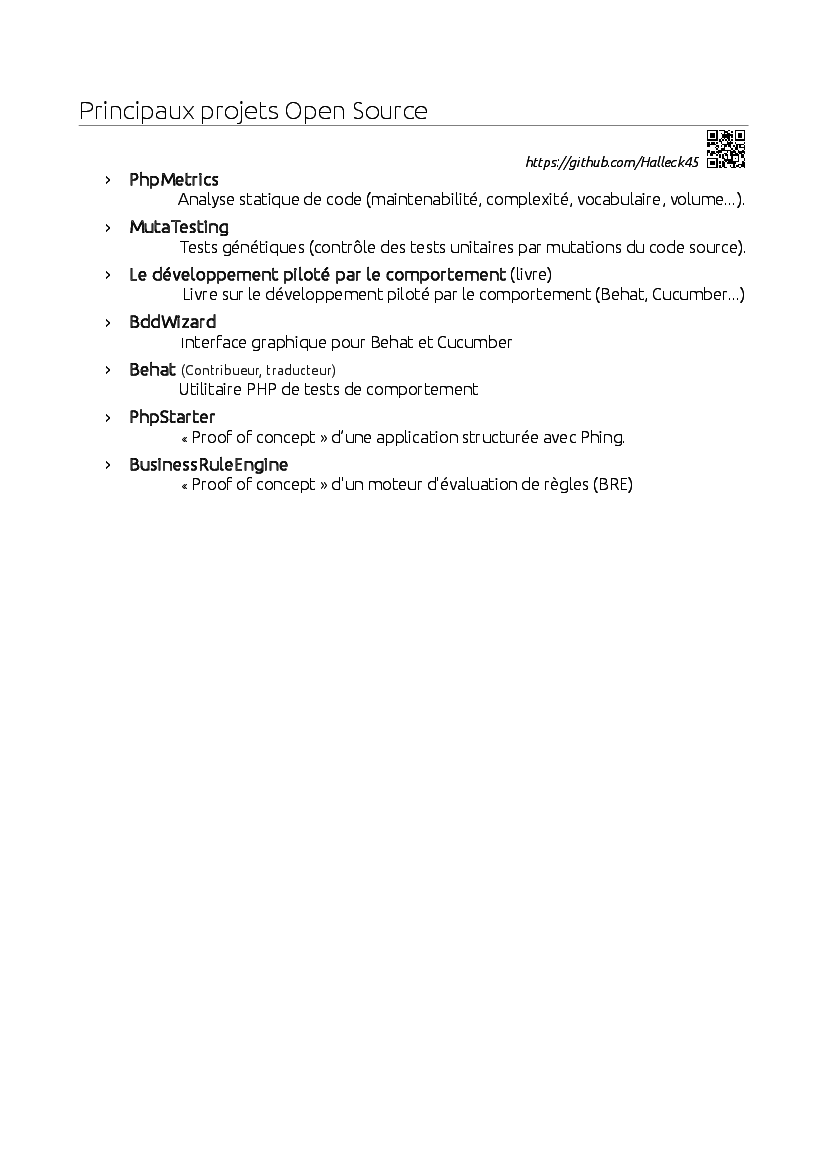 Principaux projets Open Source
https://github.com/Halleck45
› PhpMetrics
Analyse statique de code (maintenabilité, complexité, vocabulaire, volume...).
› MutaTesting
Tests génétiques (contrôle des tests unitaires par mutations du code source).
› Le développement piloté par le comportement (livre)
Livre sur le développement piloté par le comportement (Behat, Cucumber...)
› BddWizard
Interface graphique pour Behat et Cucumber
› Behat (Contribueur, traducteur)
Utilitaire PHP de tests de comportement
› PhpStarter
« Proof of concept » d’une application structurée avec Phing.
› BusinessRuleEngine
« Proof of concept » d'un moteur d'évaluation de règles (BRE)